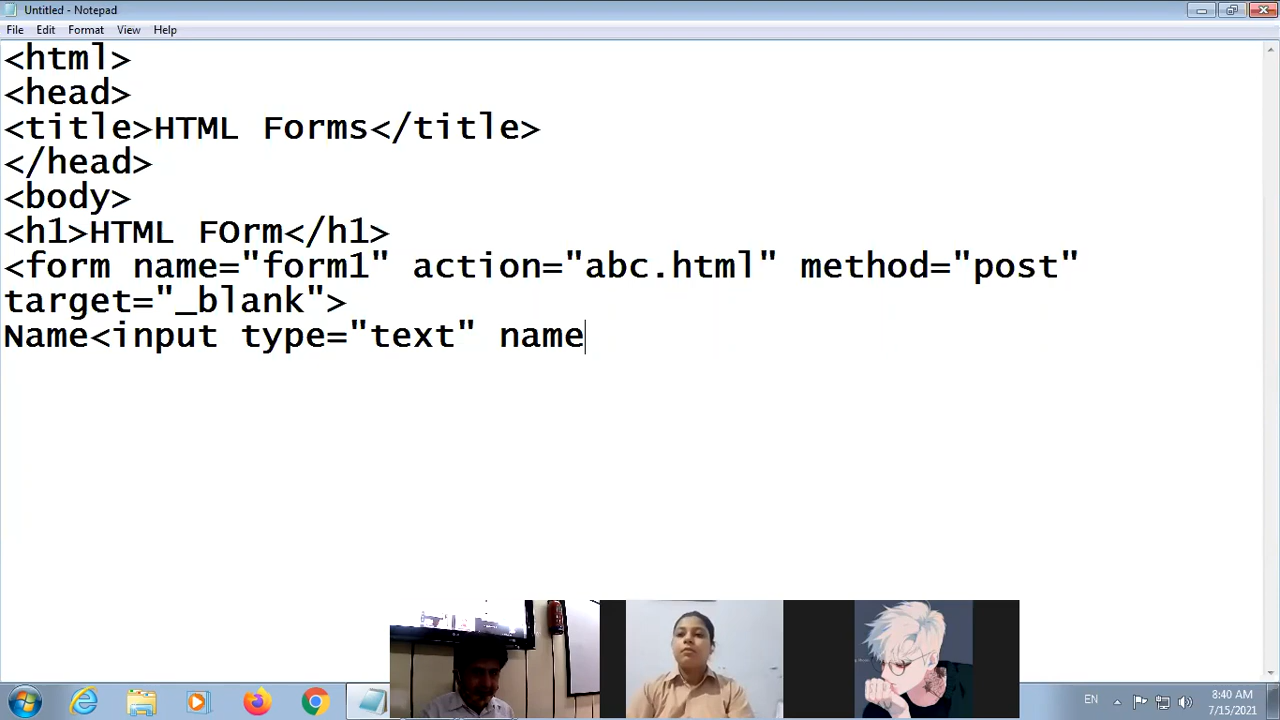 Untitled - Notepad
File Edit Format View Help
<html>
<head>
<title>HTML Forms</title>
</head>
<body>
<h1>HTML FOrm</h1>
<form name="form1" action="abc.html" method="post"
target="_blank">
Name<input type="text" name
EN
8:40 AM
7/15/2021